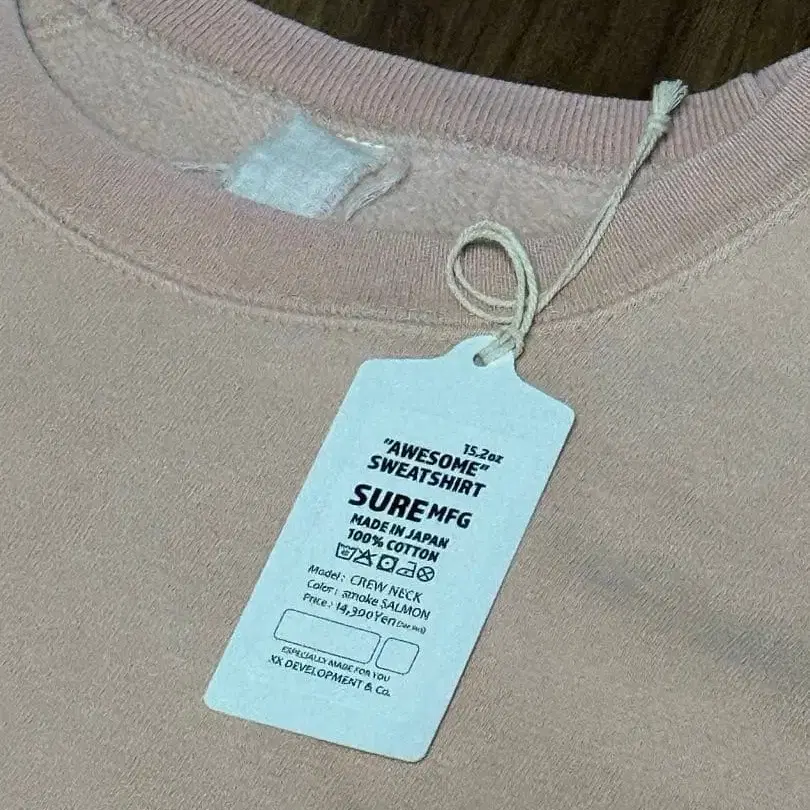 15.2oz
"AWESOME"
SWEATSHIRT
SURE MFG
MADE IN JAPAN
100% COTTON
Model: CREW NECK
Color: smoke SALMON
Price: 14,390Yen
ESPECIALLY MADE FOR YOU
XX DEVELOPMENT & Co.